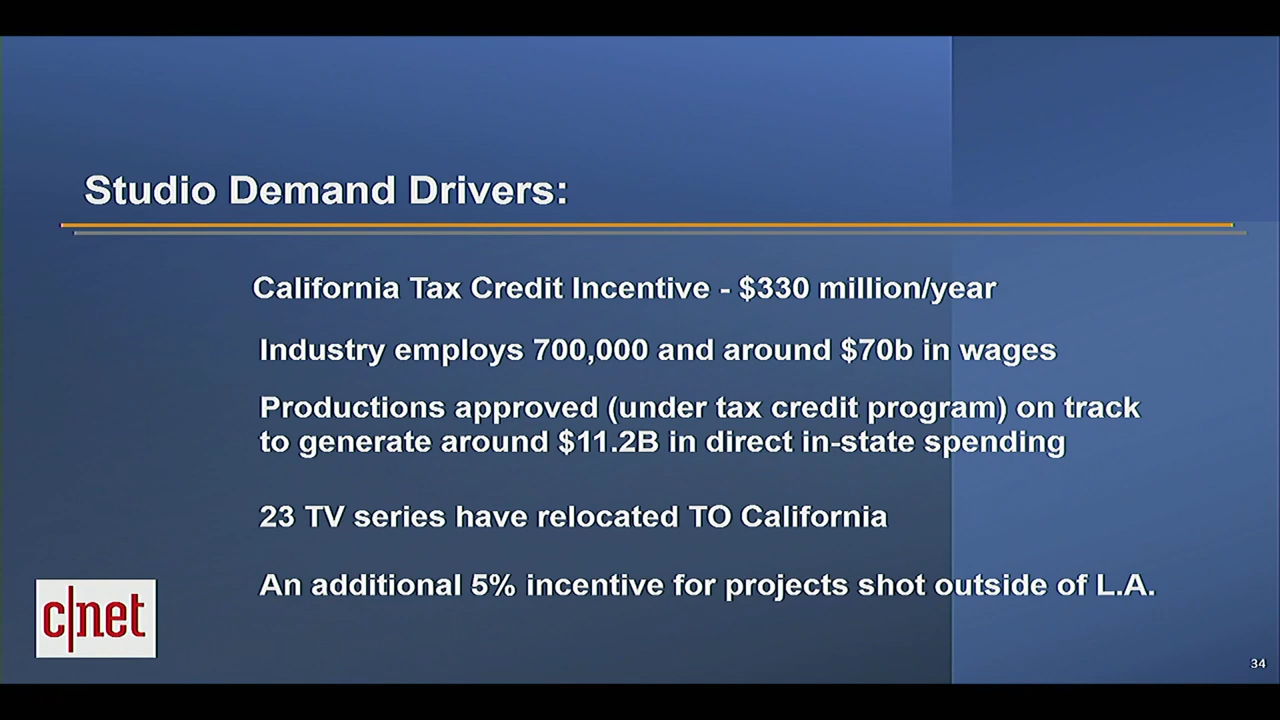 Studio Demand Drivers:
California Tax Credit Incentive - $330 million/year
Industry employs 700,000 and around $70b in wages
Productions approved (under tax credit program) on track
to generate around $11.2B in direct in-state spending
23 TV series have relocated TO California
An additional 5% incentive for projects shot outside of L.A.
c|net
34